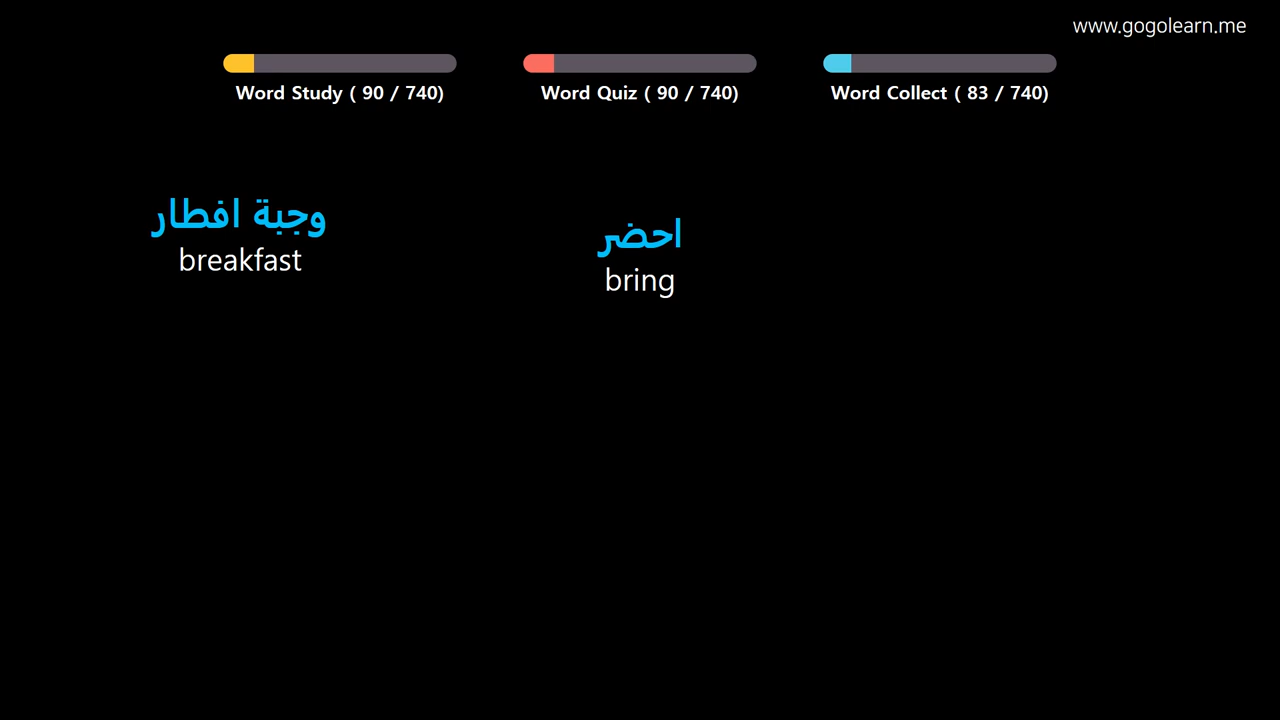 www.gogolearn.me
Word Study ( 90 / 740)
Word Quiz ( 90 / 740)
Word Collect ( 83 / 740)
وجبة افطار
breakfast
احضر
bring